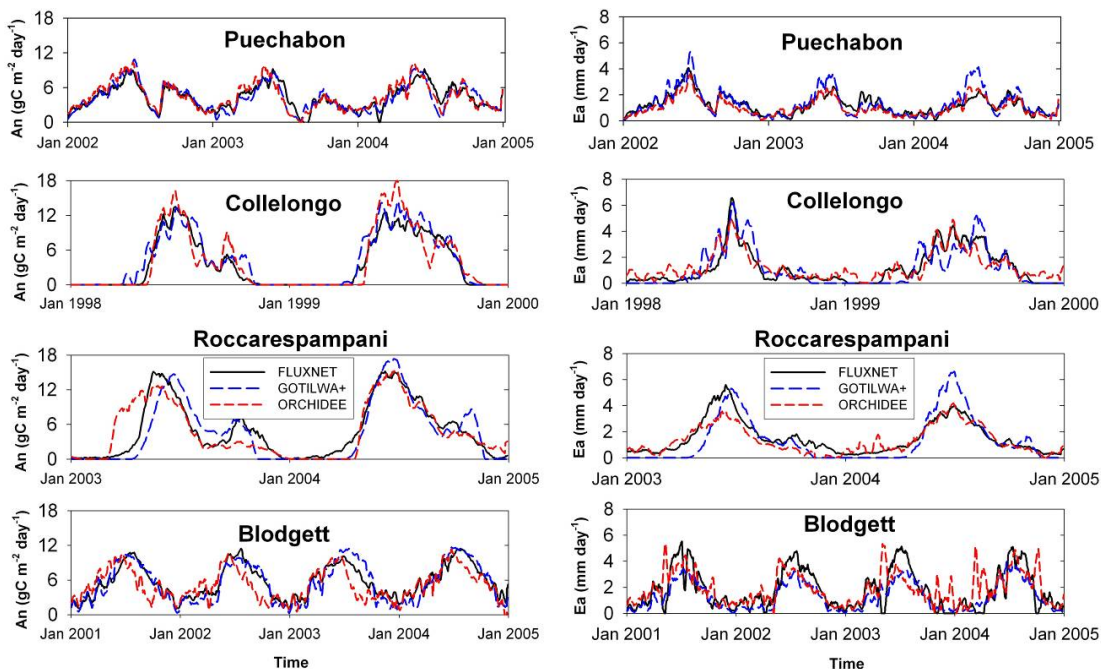 Puechabon
An (gC m⁻² day⁻¹)
18
12
6
0
Jan 2002
Jan 2003
Jan 2004
Jan 2005
Puechabon
Ea (mm day⁻¹)
8
6
4
2
0
Jan 2002
Jan 2003
Jan 2004
Jan 2005
Collelongo
An (gC m⁻² day⁻¹)
18
12
6
0
Jan 1998
Jan 1999
Jan 2000
Collelongo
Ea (mm day⁻¹)
8
6
4
2
0
Jan 1998
Jan 1999
Jan 2000
Roccarespampani
An (gC m⁻² day⁻¹)
18
12
6
0
FLUXNET
GOTILWA+
ORCHIDEE
Jan 2003
Jan 2004
Jan 2005
Roccarespampani
Ea (mm day⁻¹)
8
6
4
2
0
FLUXNET
GOTILWA+
ORCHIDEE
Jan 2003
Jan 2004
Jan 2005
Blodgett
An (gC m⁻² day⁻¹)
18
12
6
0
Jan 2001
Jan 2002
Jan 2003
Jan 2004
Jan 2005
Time
Blodgett
Ea (mm day⁻¹)
8
6
4
2
0
Jan 2001
Jan 2002
Jan 2003
Jan 2004
Jan 2005
Time